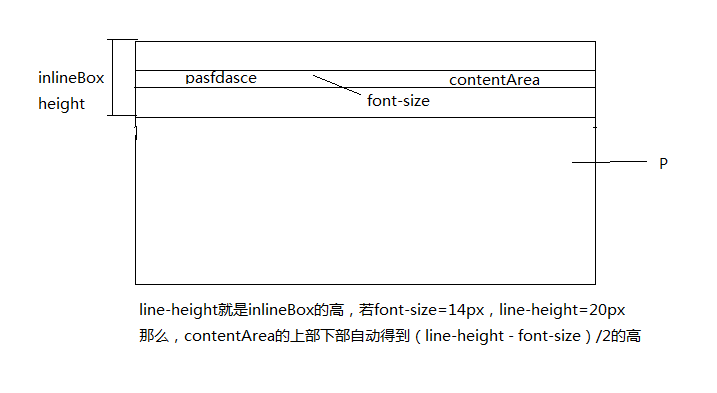 inlineBox
height
pasfdasce
contentArea
font-size
P
line-height就是inlineBox的高，若font-size=14px，line-height=20px
那么，contentArea的上部下部自动得到（line-height - font-size）/2的高